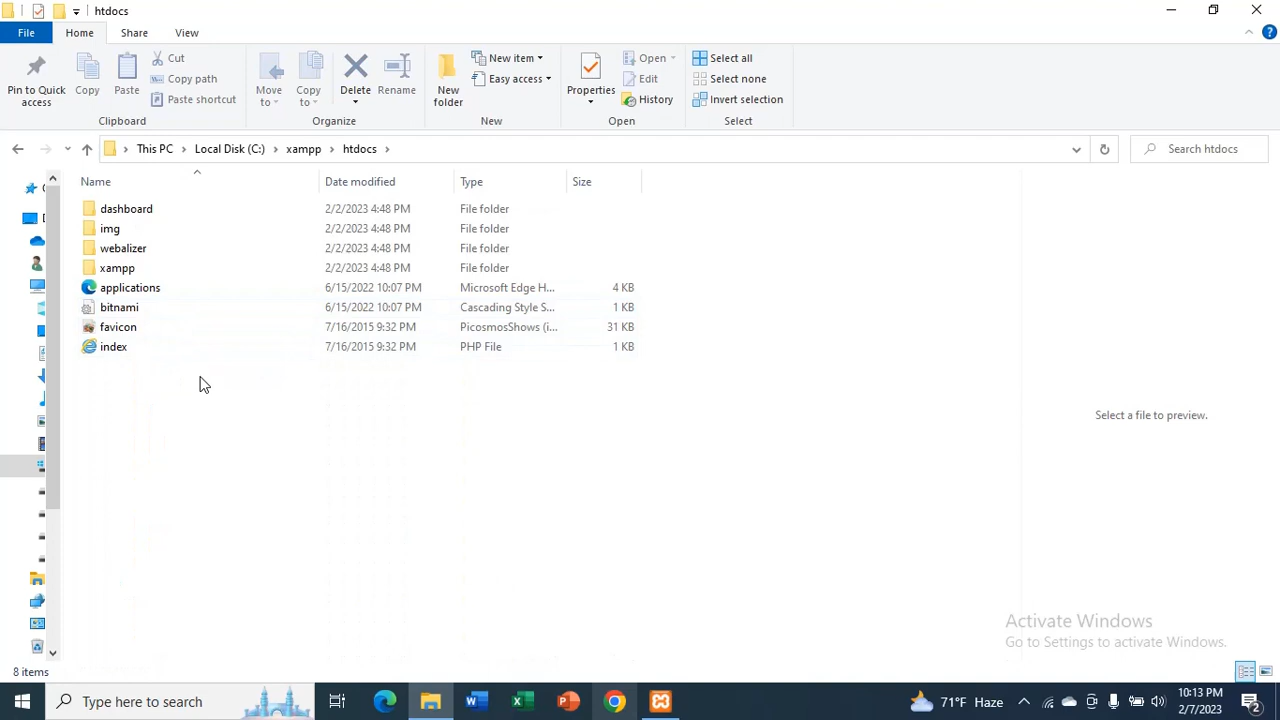 htdocs
File Home Share View
Pin to Quick access
Copy
Paste
Cut
Copy path
Paste shortcut
Move to
Copy to
Delete
Rename
New folder
New item
Easy access
Properties
Open
Edit
History
Select all
Select none
Invert selection
Clipboard Organize New Open Select
This PC Local Disk (C:) xampp htdocs
Search htdocs
Name Date modified Type Size
dashboard 2/2/2023 4:48 PM File folder
img 2/2/2023 4:48 PM File folder
webalizer 2/2/2023 4:48 PM File folder
xampp 2/2/2023 4:48 PM File folder
applications 6/15/2022 10:07 PM Microsoft Edge H... 4 KB
bitnami 6/15/2022 10:07 PM Cascading Style S... 1 KB
favicon 7/16/2015 9:32 PM PicosmosShows (i... 31 KB
index 7/16/2015 9:32 PM PHP File 1 KB
Select a file to preview.
Activate Windows
Go to Settings to activate Windows.
8 items
Type here to search
71°F Haze
10:13 PM
2/7/2023
2